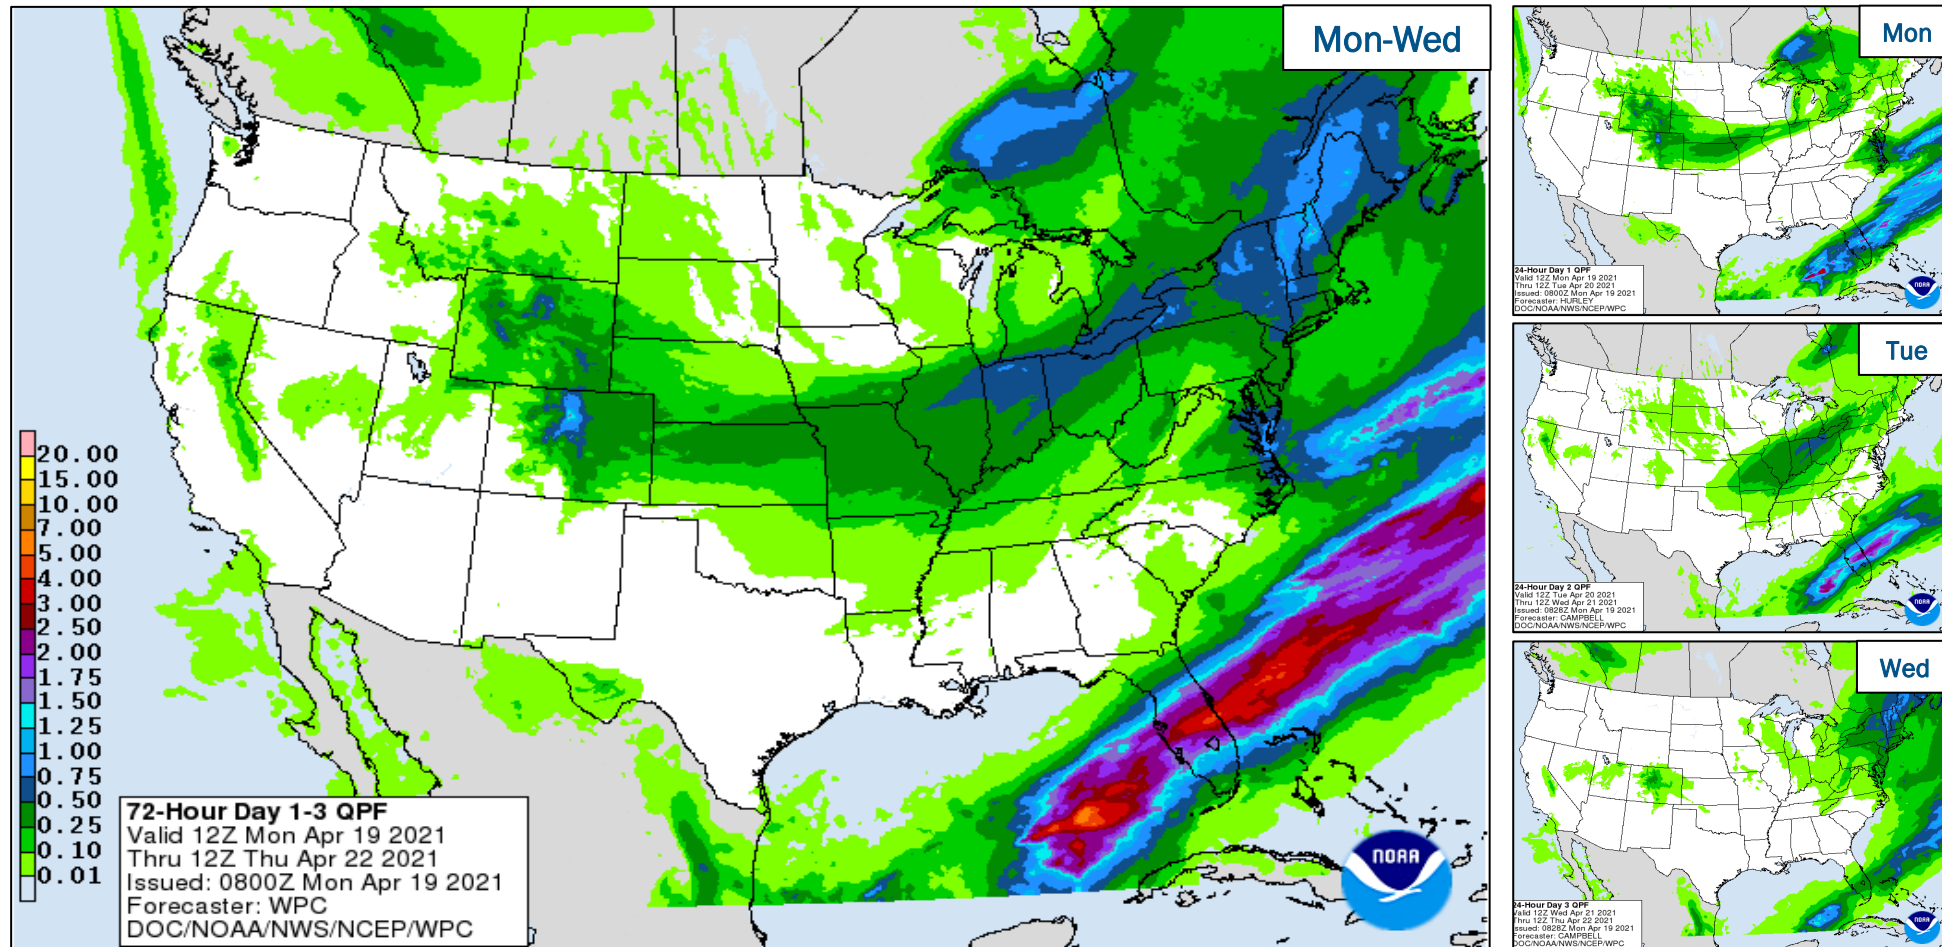 Mon-Wed
20.00
15.00
10.00
7.00
5.00
4.00
3.00
2.50
2.00
1.75
1.50
1.25
1.00
0.75
0.50
0.25
0.10
0.01
72-Hour Day 1-3 QPF
Valid 12Z Mon Apr 19 2021
Thru 12Z Thu Apr 22 2021
Issued: 0800Z Mon Apr 19 2021
Forecaster: WPC
DOC/NOAA/NWS/NCEP/WPC
NOAA
Mon
24-Hour Day 1 QPF
Valid 12Z Mon Apr 19 2021
Thru 12Z Tue Apr 20 2021
Issued: 0800Z Mon Apr 19 2021
Forecaster: HURLEY
DOC/NOAA/NWS/NCEP/WPC
NOAA
Tue
24-Hour Day 2 QPF
Valid 12Z Tue Apr 20 2021
Thru 12Z Wed Apr 21 2021
Issued: 0828Z Mon Apr 19 2021
Forecaster: CAMPBELL
DOC/NOAA/NWS/NCEP/WPC
NOAA
Wed
24-Hour Day 3 QPF
Valid 12Z Wed Apr 21 2021
Thru 12Z Thu Apr 22 2021
Issued: 0828Z Mon Apr 19 2021
Forecaster: CAMPBELL
DOC/NOAA/NWS/NCEP/WPC
NOAA